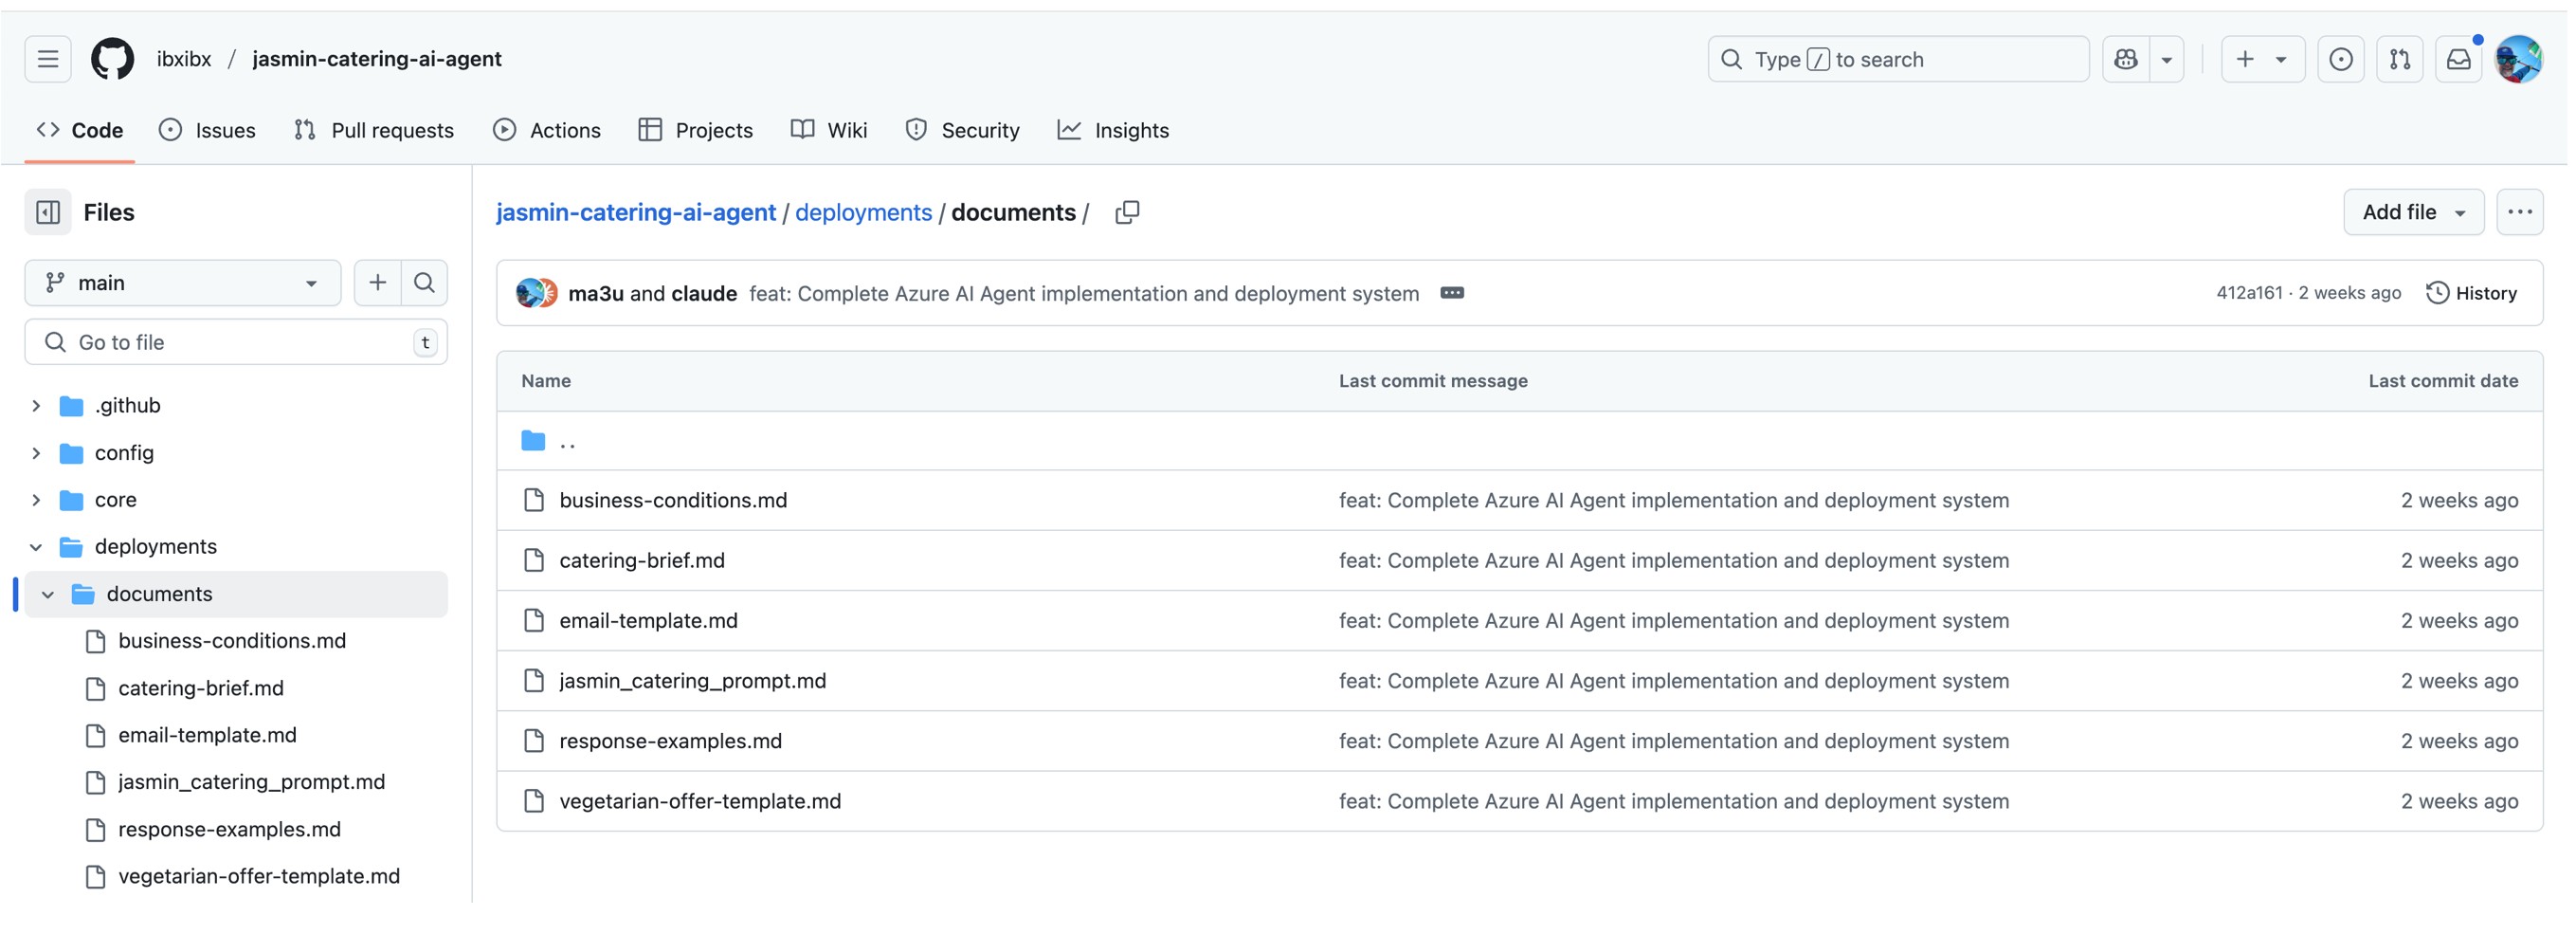 ibxibx / jasmin-catering-ai-agent
Type / to search
Code Issues Pull requests Actions Projects Wiki Security Insights
Files
main
Go to file t
.github
config
core
deployments
documents
business-conditions.md
catering-brief.md
email-template.md
jasmin_catering_prompt.md
response-examples.md
vegetarian-offer-template.md
jasmin-catering-ai-agent / deployments / documents /
Add file
ma3u and claude feat: Complete Azure AI Agent implementation and deployment system
412a161 · 2 weeks ago History
Name Last commit message Last commit date
..
business-conditions.md feat: Complete Azure AI Agent implementation and deployment system 2 weeks ago
catering-brief.md feat: Complete Azure AI Agent implementation and deployment system 2 weeks ago
email-template.md feat: Complete Azure AI Agent implementation and deployment system 2 weeks ago
jasmin_catering_prompt.md feat: Complete Azure AI Agent implementation and deployment system 2 weeks ago
response-examples.md feat: Complete Azure AI Agent implementation and deployment system 2 weeks ago
vegetarian-offer-template.md feat: Complete Azure AI Agent implementation and deployment system 2 weeks ago